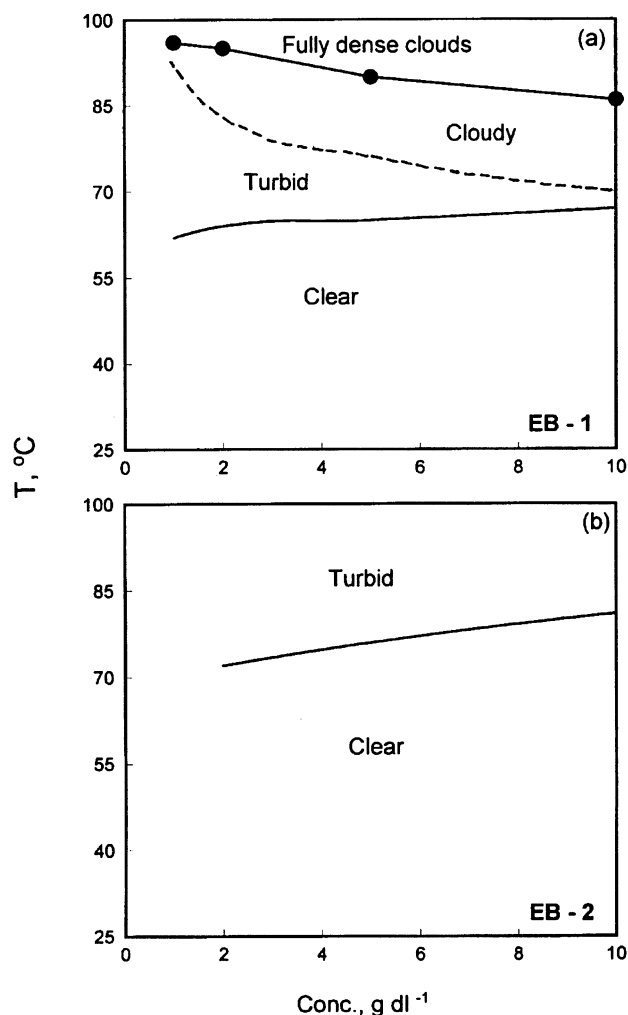 100
(a)
Fully dense clouds
85
Cloudy
Turbid
70
55
Clear
40
EB - 1
25
0 2 4 6 8 10
T, °C
100
(b)
Turbid
85
70
Clear
55
40
EB - 2
25
0 2 4 6 8 10
Conc., g dl -1